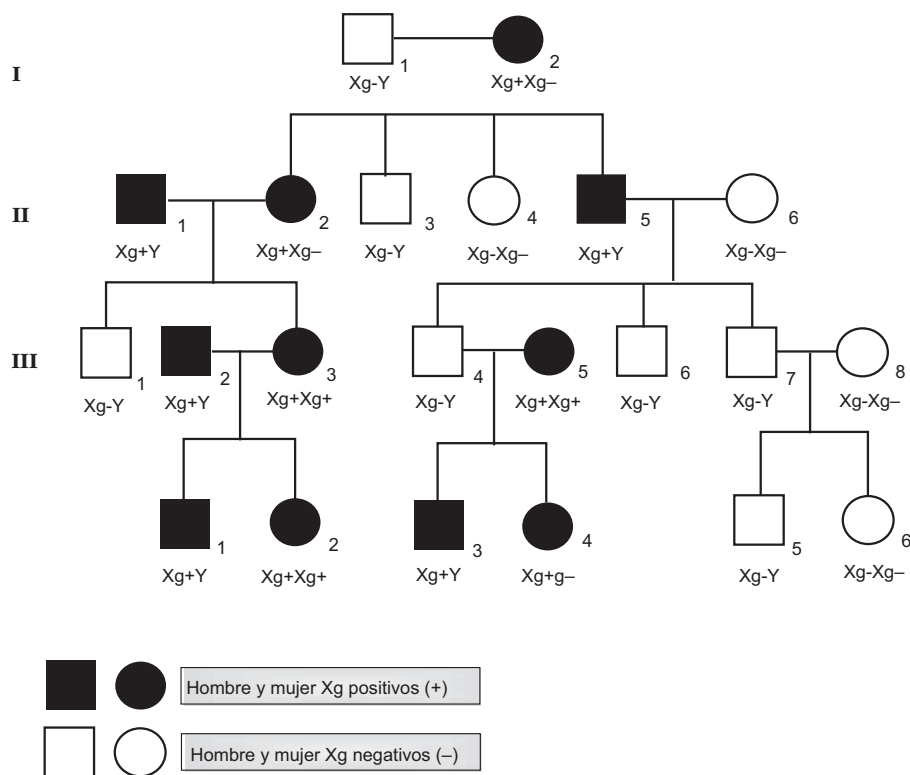 I
1
2
Xg-Y
Xg+Xg–
II
1
2
3
4
5
6
Xg+Y
Xg+Xg–
Xg-Y
Xg-Xg–
Xg+Y
Xg-Xg–
III
1
2
3
4
5
6
7
8
Xg-Y
Xg+Y
Xg+Xg+
Xg-Y
Xg+Xg+
Xg-Y
Xg-Y
Xg-Xg–
1
2
3
4
5
6
Xg+Y
Xg+Xg+
Xg+Y
Xg+g–
Xg-Y
Xg-Xg–
Hombre y mujer Xg positivos (+)
Hombre y mujer Xg negativos (–)